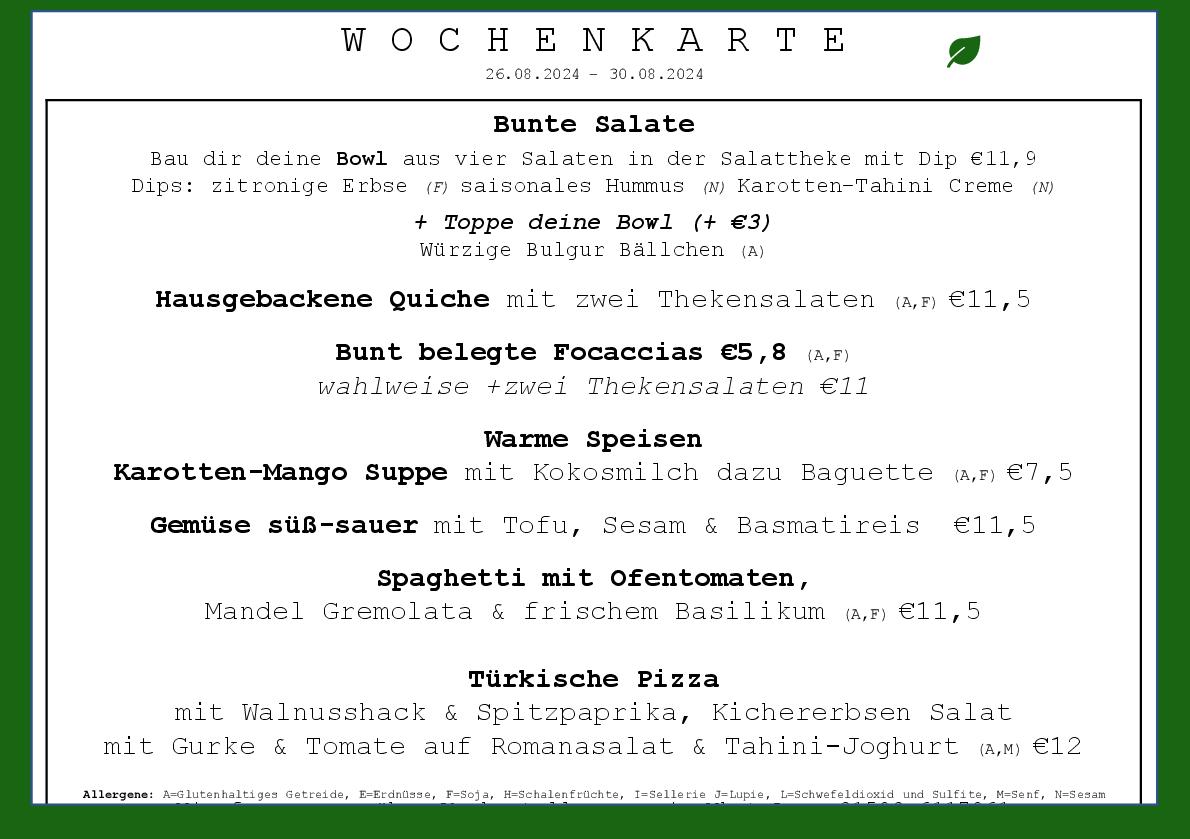 WOCHENKARTE
26.08.2024 – 30.08.2024
Bunte Salate
Bau dir deine Bowl aus vier Salaten in der Salattheke mit Dip €11,9
Dips: zitronige Erbse (F) saisonales Hummus (N) Karotten-Tahini Creme (N)
+ Toppe deine Bowl (+ €3)
Würzige Bulgur Bällchen (A)
Hausgebackene Quiche mit zwei Thekensalaten (A,F) €11,5
Bunt belegte Focaccias €5,8 (A,F)
wahlweise +zwei Thekensalaten €11
Warme Speisen
Karotten-Mango Suppe mit Kokosmilch dazu Baguette (A,F) €7,5
Gemüse süß-sauer mit Tofu, Sesam & Basmatireis €11,5
Spaghetti mit Ofentomaten,
Mandel Gremolata & frischem Basilikum (A,F) €11,5
Türkische Pizza
mit Walnusshack & Spitzpaprika, Kichererbsen Salat
mit Gurke & Tomate auf Romanasalat & Tahini-Joghurt (A,M) €12
Allergene: A=Glutenhaltiges Getreide, E=Erdnüsse, F=Soja, H=Schalenfrüchte, I=Sellerie J=Lupie, L=Schwefeldioxid und Sulfite, M=Senf, N=Sesam